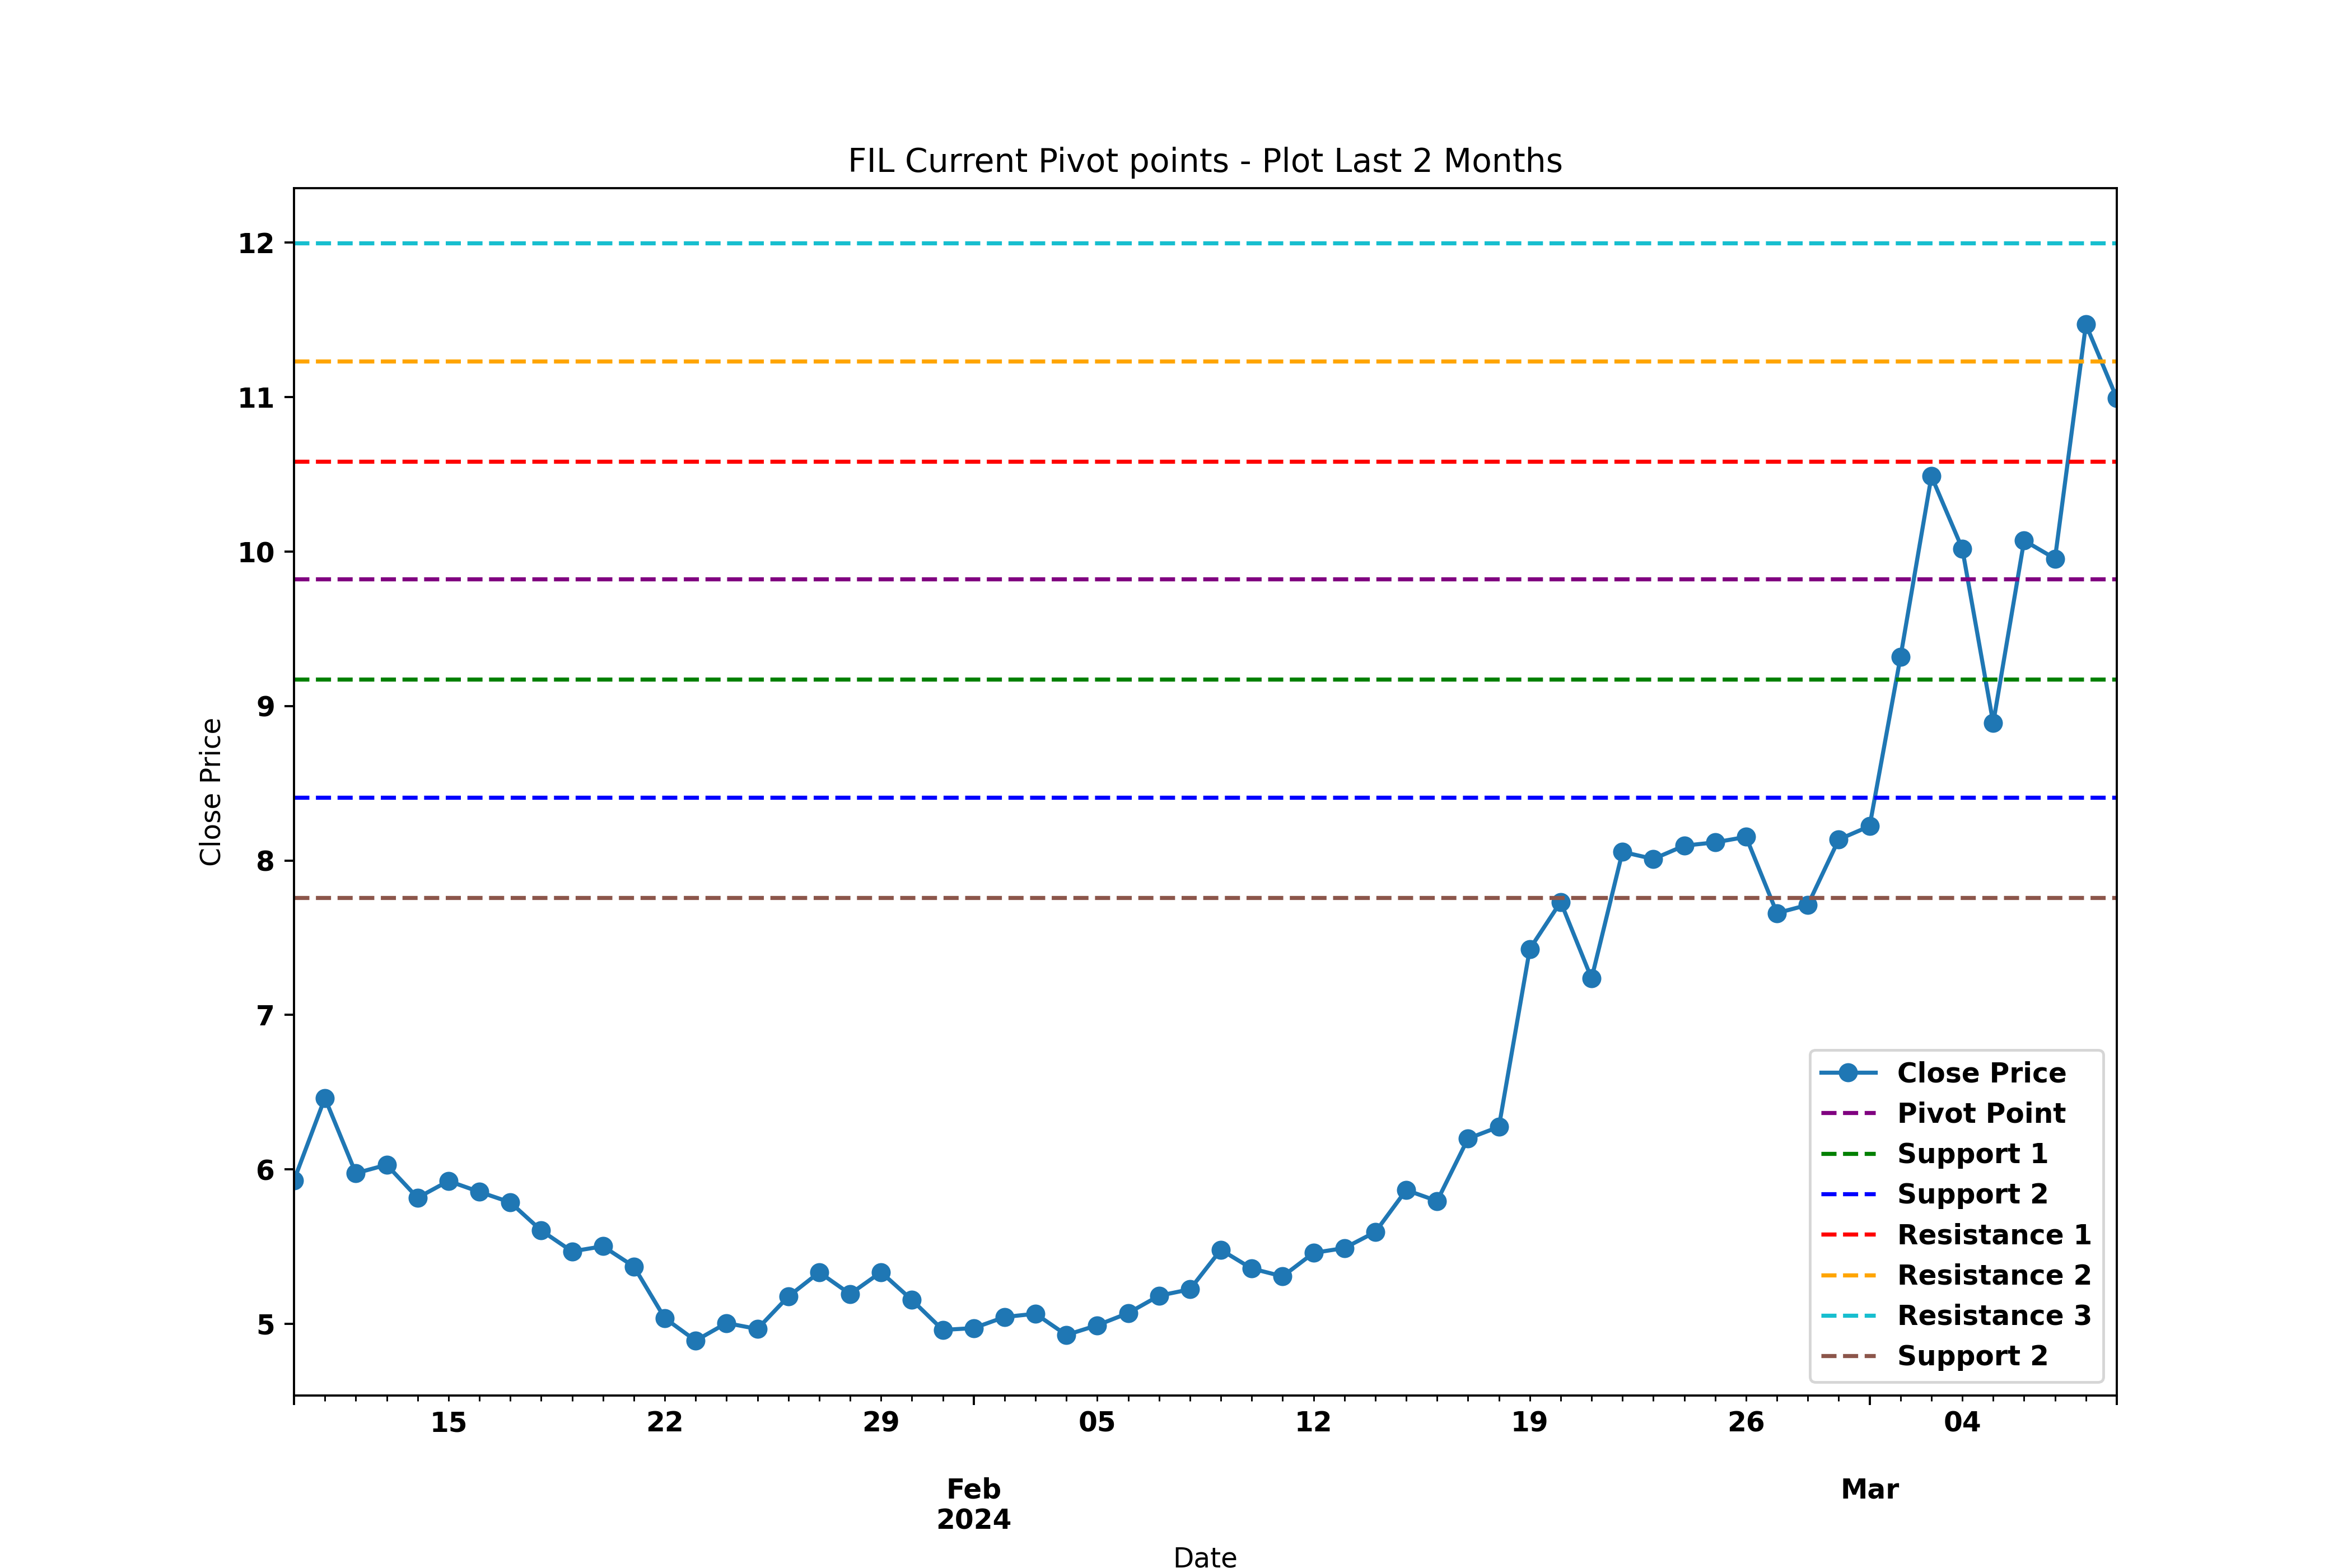 FIL Current Pivot points - Plot Last 2 Months
12
11
10
9
8
7
6
5
Close Price
Close Price
Pivot Point
Support 1
Support 2
Resistance 1
Resistance 2
Resistance 3
Support 2
15 22 29 05 12 19 26 04
Feb Mar
2024
Date